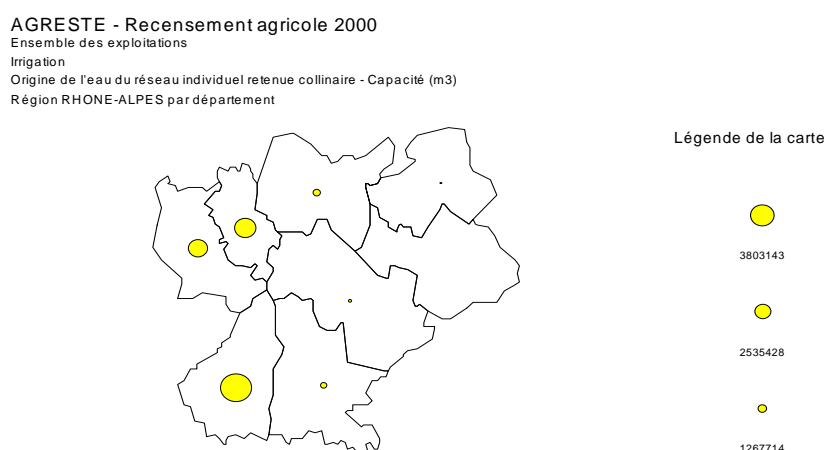 AGRESTE - Recensement agricole 2000
Ensemble des exploitations
Irrigation
Origine de l'eau du réseau individuel retenue collinaire - Capacité (m3)
Région RHONE-ALPES par département
Légende de la carte
3803143
2535428
1267714